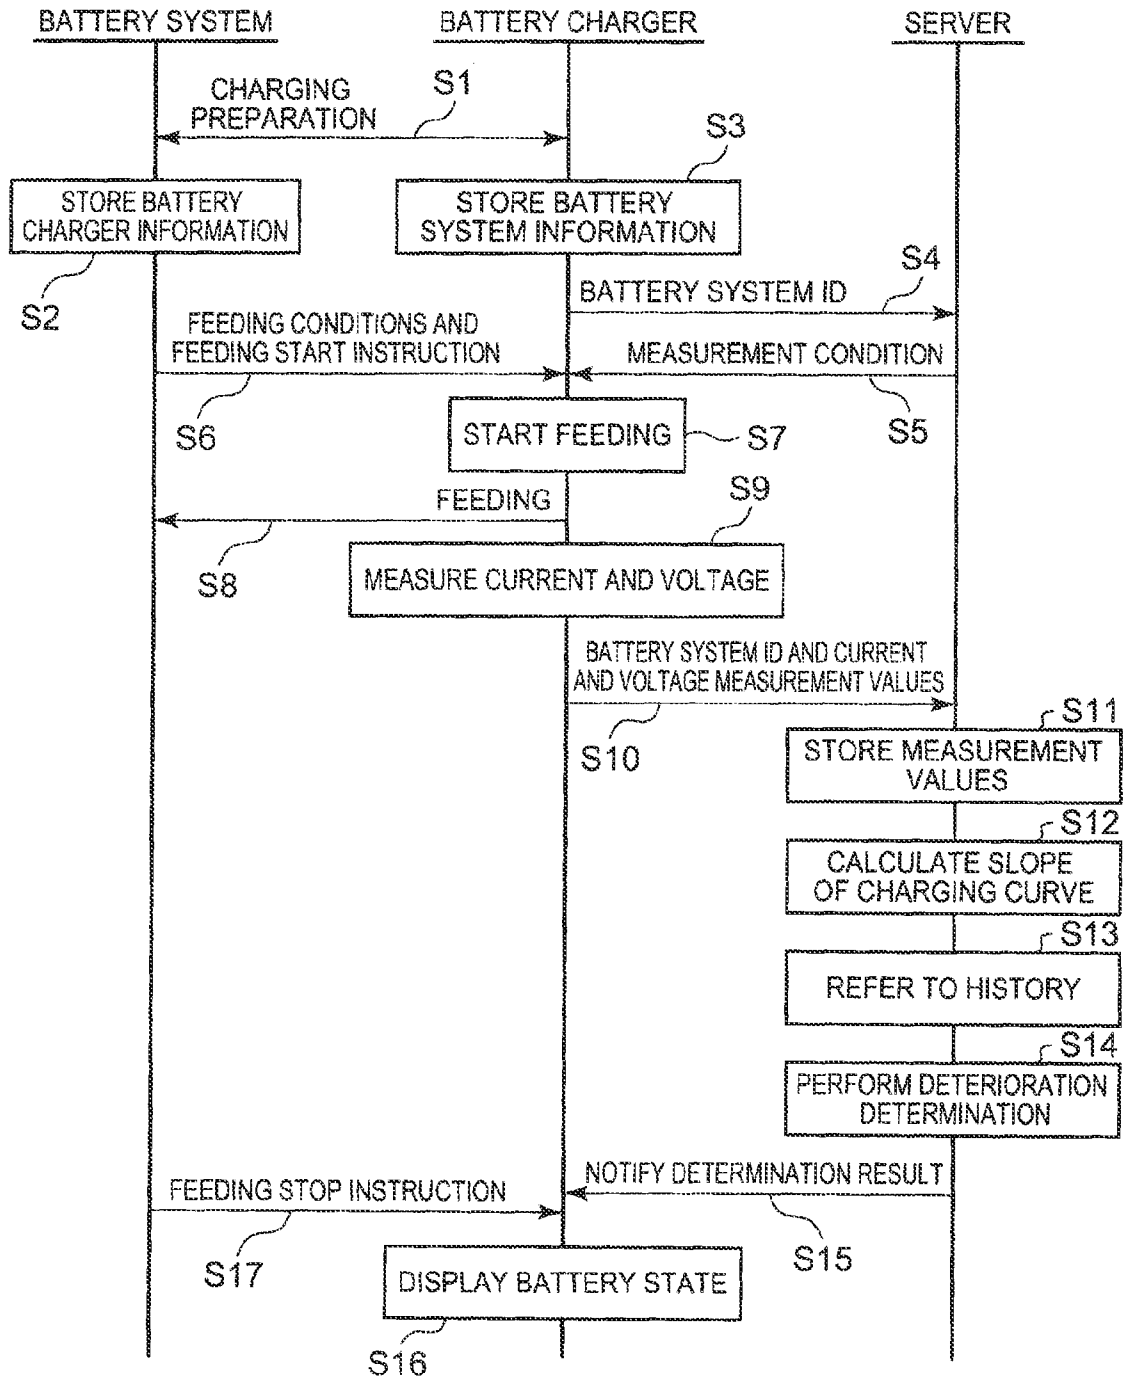 BATTERY SYSTEM
BATTERY CHARGER
SERVER
CHARGING
PREPARATION
S1
S3
STORE BATTERY
CHARGER INFORMATION
STORE BATTERY
SYSTEM INFORMATION
S2
S4
BATTERY SYSTEM ID
FEEDING CONDITIONS AND
FEEDING START INSTRUCTION
MEASUREMENT CONDITION
S6
S5
START FEEDING
S7
FEEDING
S9
S8
MEASURE CURRENT AND VOLTAGE
BATTERY SYSTEM ID AND CURRENT
AND VOLTAGE MEASUREMENT VALUES
S10
S11
STORE MEASUREMENT
VALUES
S12
CALCULATE SLOPE
OF CHARGING CURVE
S13
REFER TO HISTORY
S14
PERFORM DETERIORATION
DETERMINATION
NOTIFY DETERMINATION RESULT
FEEDING STOP INSTRUCTION
S15
S17
DISPLAY BATTERY STATE
S16